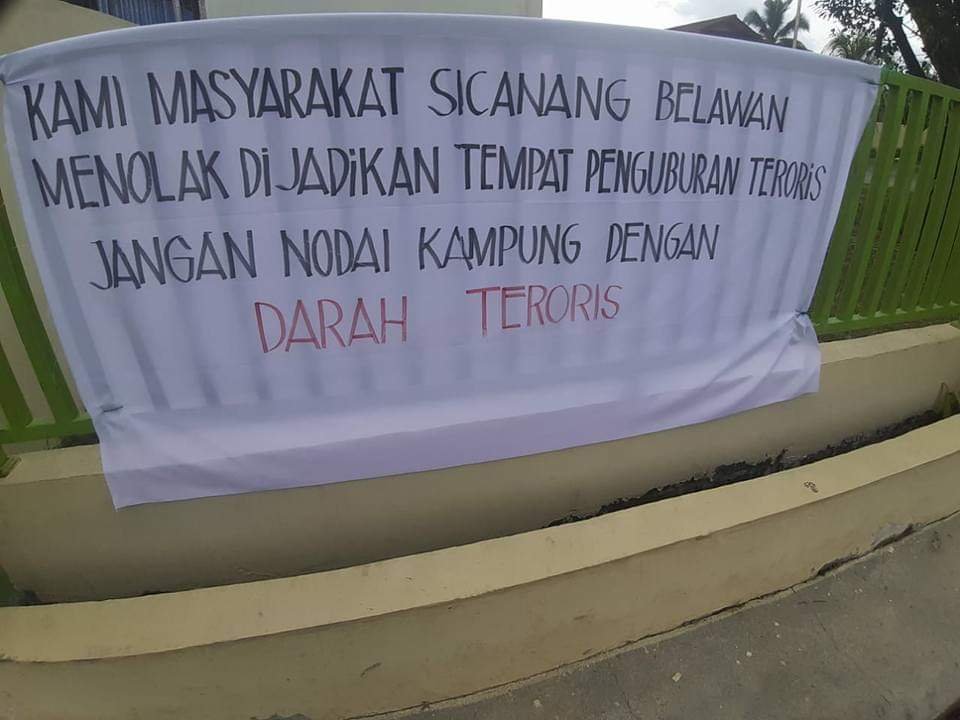 KAMI MASYARAKAT SICANANG BELAWAN
MENOLAK DiJADiKAN TEMPAT PENGUBURAN TERORiS
JANGAN NODAI KAMPUNG DENGAN
DARAH TERORIS